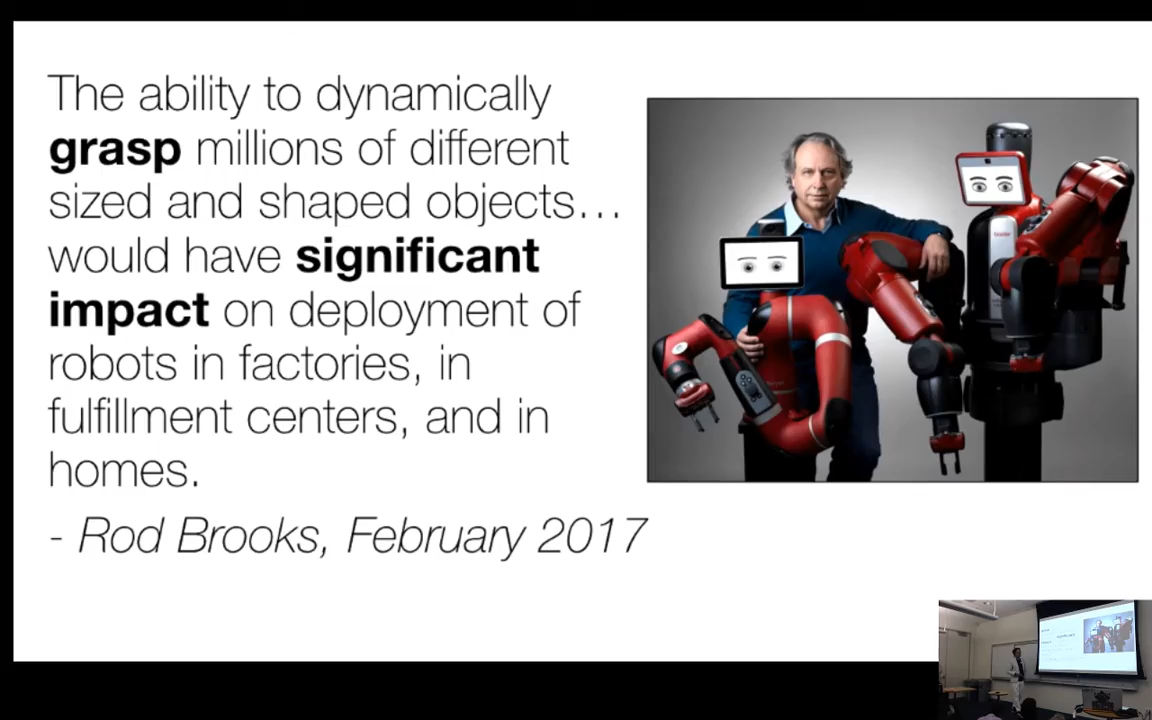 The ability to dynamically
grasp millions of different
sized and shaped objects…
would have significant
impact on deployment of
robots in factories, in
fulfillment centers, and in
homes.
- Rod Brooks, February 2017